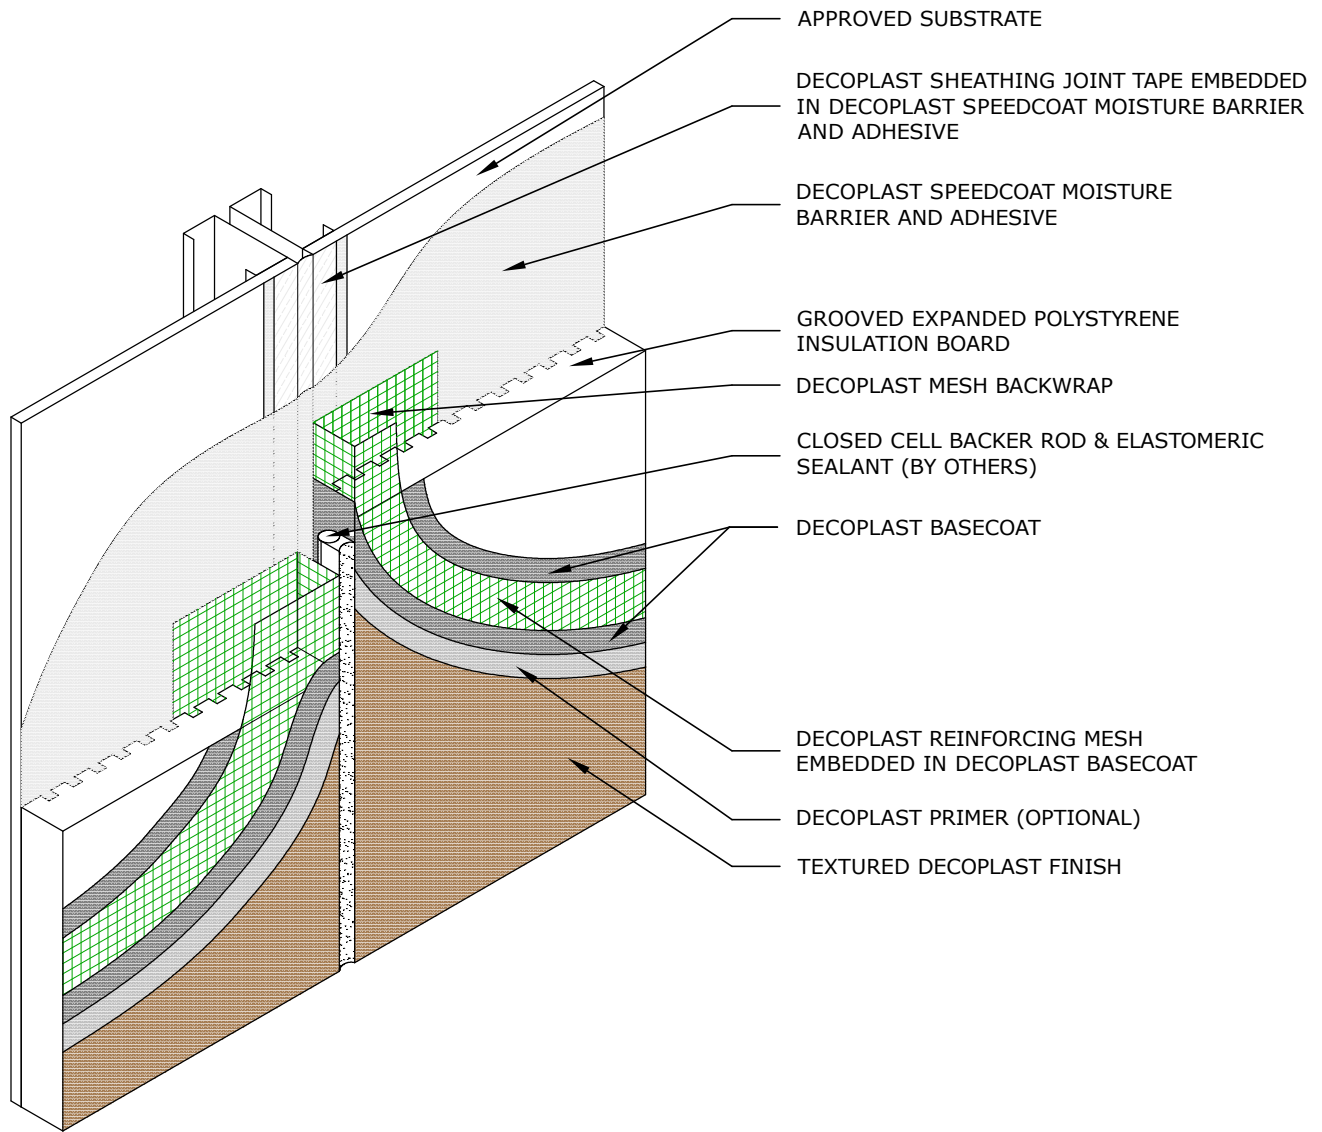 APPROVED SUBSTRATE
DECOPLAST SHEATHING JOINT TAPE EMBEDDED
IN DECOPLAST SPEEDCOAT MOISTURE BARRIER
AND ADHESIVE
DECOPLAST SPEEDCOAT MOISTURE
BARRIER AND ADHESIVE
GROOVED EXPANDED POLYSTYRENE
INSULATION BOARD
DECOPLAST MESH BACKWRAP
CLOSED CELL BACKER ROD & ELASTOMERIC
SEALANT (BY OTHERS)
DECOPLAST BASECOAT
DECOPLAST REINFORCING MESH
EMBEDDED IN DECOPLAST BASECOAT
DECOPLAST PRIMER (OPTIONAL)
TEXTURED DECOPLAST FINISH